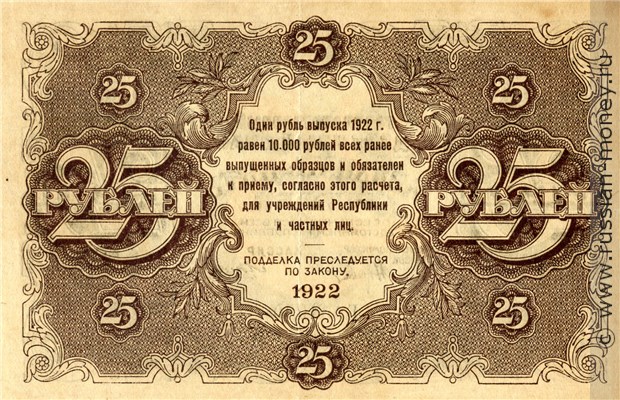 25
25 25
Один рубль выпуска 1922 г.
равен 10.000 рублей всех ранее
выпущенных образцов и обязателен
к приему, согласно этого расчета,
для учреждений Республики
и частных лиц.
25 РУБЛЕЙ
25 РУБЛЕЙ
ПОДДЕЛКА ПРЕСЛЕДУЕТСЯ
ПО ЗАКОНУ.
1922
25 25
25
© www.russian-money.ru